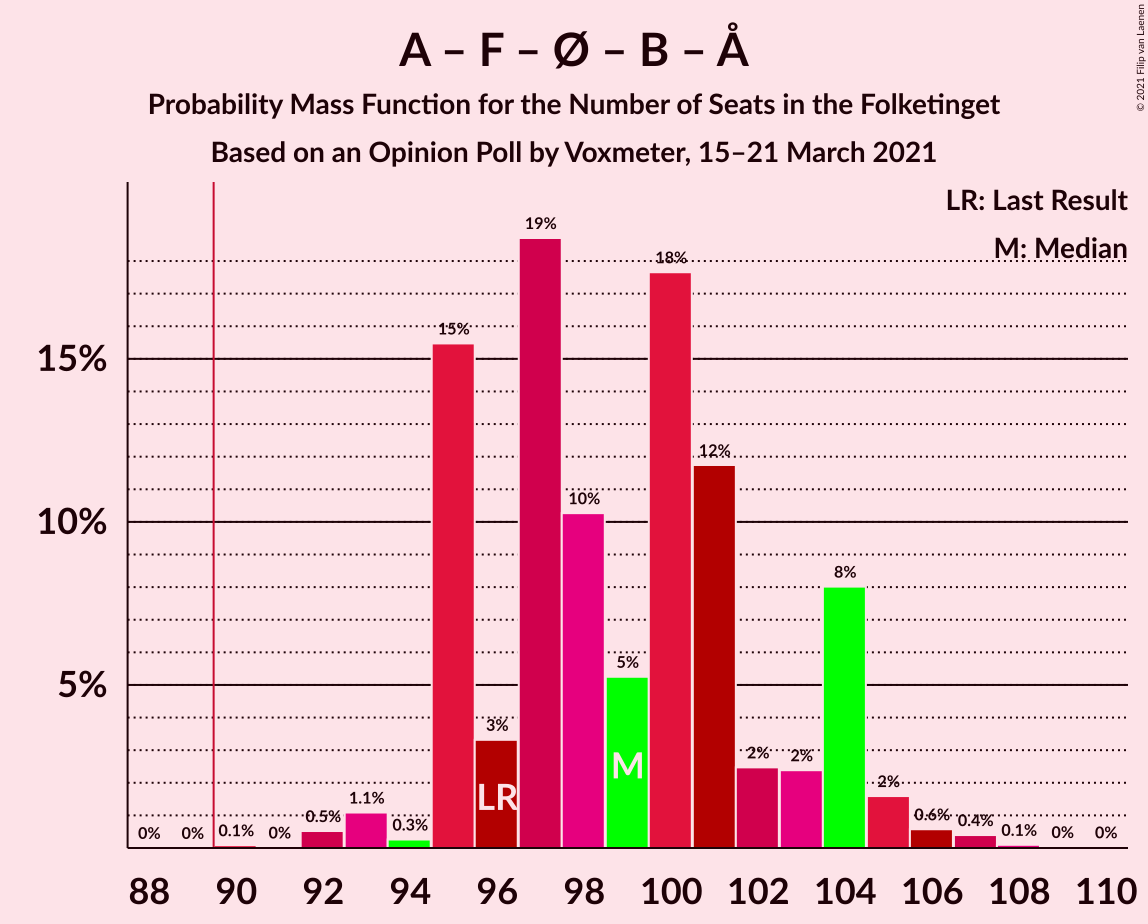 A – F – Ø – B – Å
Probability Mass Function for the Number of Seats in the Folketinget
Based on an Opinion Poll by Voxmeter, 15–21 March 2021
© 2021 Filip van Laenen
LR: Last Result
M: Median
15%
10%
5%
0%
0%
0.1%
0%
0.5%
1.1%
0.3%
15%
3%
19%
10%
5%
18%
12%
2%
2%
8%
2%
0.6%
0.4%
0.1%
0%
0%
LR
M
88 90 92 94 96 98 100 102 104 106 108 110